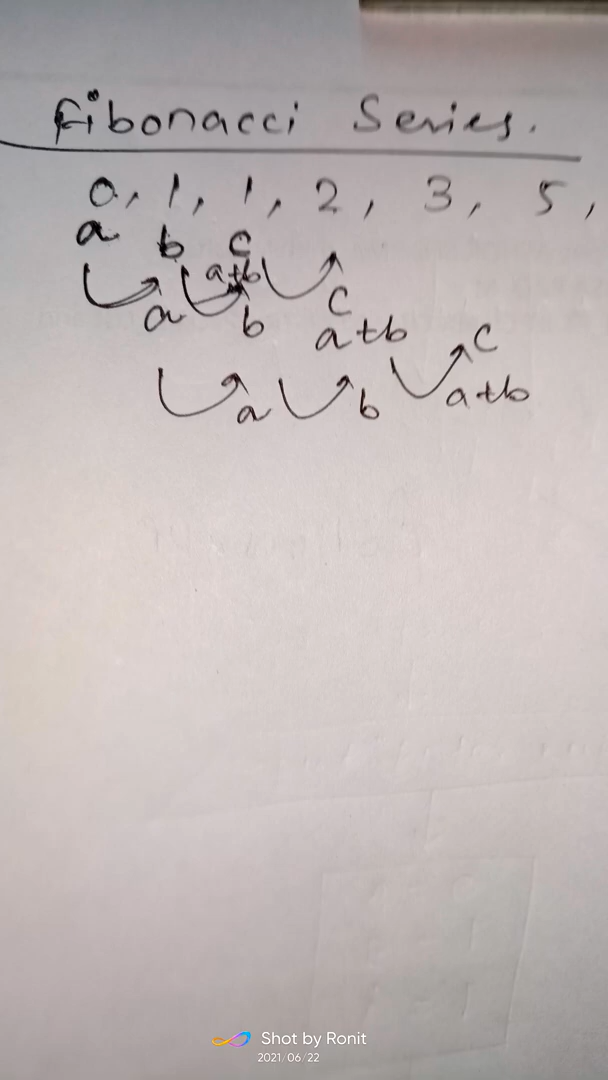 Fibonacci Series.
0, 1, 1, 2, 3, 5,
a b c
a+b c
a b a+b c
a b a+b
Shot by Ronit
2021/06/22